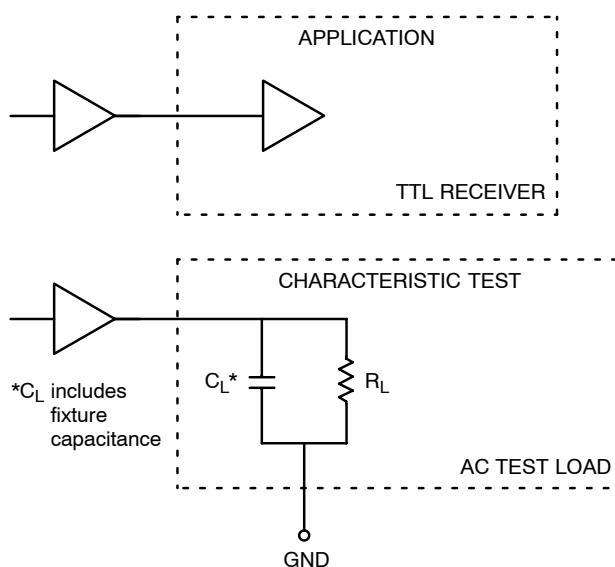 APPLICATION
TTL RECEIVER
CHARACTERISTIC TEST
*CL includes
fixture
capacitance
CL*
RL
AC TEST LOAD
GND